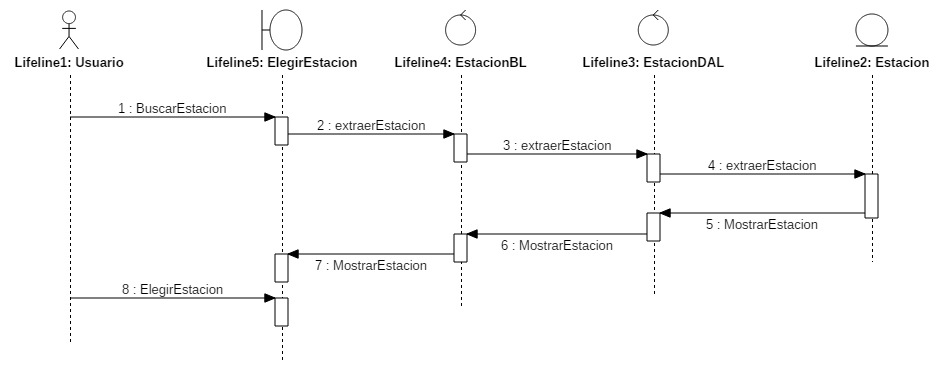 Lifeline1: Usuario
Lifeline5: ElegirEstacion
Lifeline4: EstacionBL
Lifeline3: EstacionDAL
Lifeline2: Estacion
1 : BuscarEstacion
2 : extraerEstacion
3 : extraerEstacion
4 : extraerEstacion
5 : MostrarEstacion
6 : MostrarEstacion
7 : MostrarEstacion
8 : ElegirEstacion